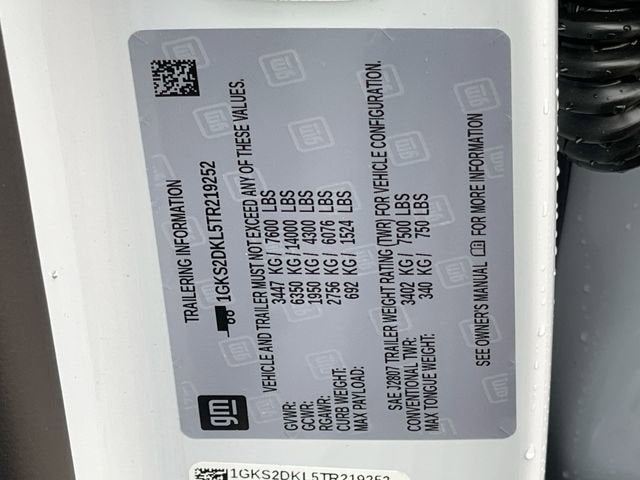 TRAILERING INFORMATION
1GKS2DKL5TR219252
VEHICLE AND TRAILER MUST NOT EXCEED ANY OF THESE VALUES.
GVWR: 3447 KG/ 7600 LBS
GCWR: 6350 KG/14000 LBS
RGAWR: 1950 KG/ 4300 LBS
CURB WEIGHT: 2756 KG/ 6076 LBS
MAX PAYLOAD: 692 KG/ 1524 LBS
SAE J2807 TRAILER WEIGHT RATING (TWR) FOR VEHICLE CONFIGURATION.
CONVENTIONAL TWR: 3402 KG/ 7500 LBS
MAX TONGUE WEIGHT: 340 KG/ 750 LBS
SEE OWNER'S MANUAL FOR MORE INFORMATION
gm
1GKS2DKL5TR219252